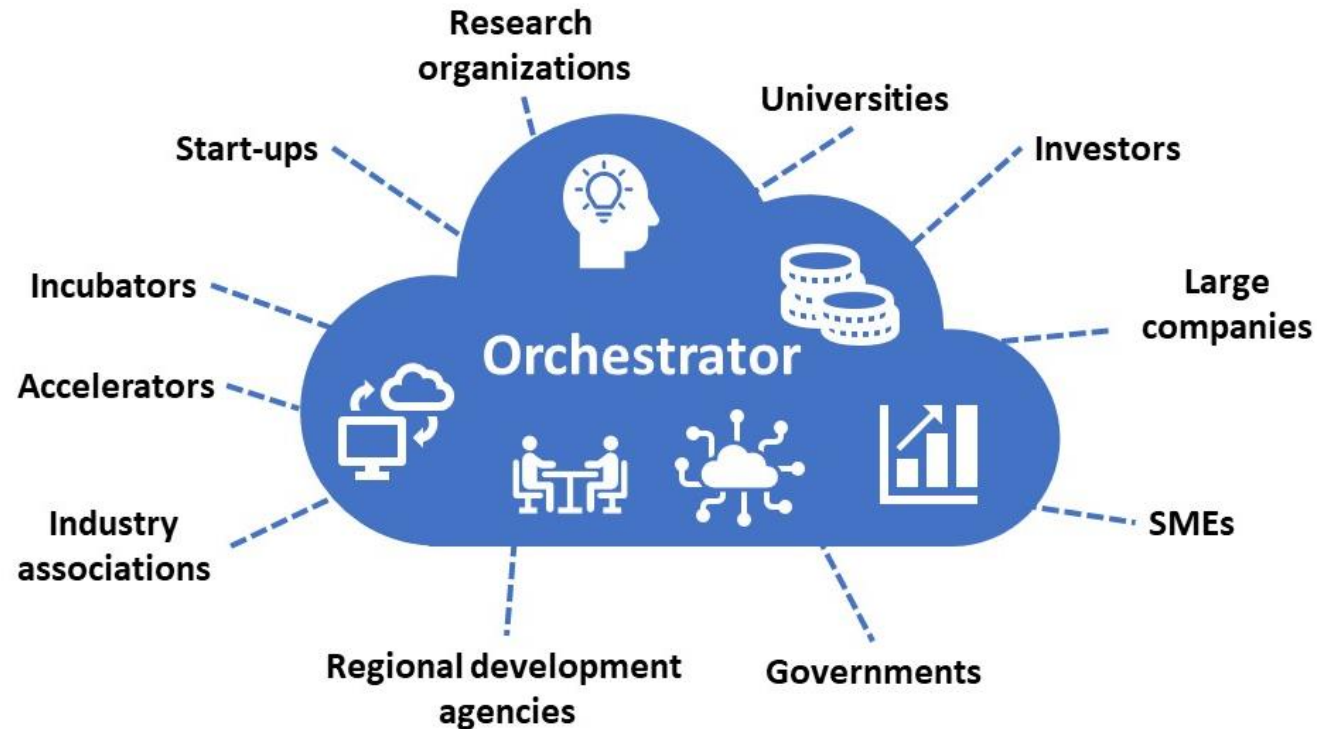 Research
organizations
Universities
Start-ups
Investors
Incubators
Large
companies
Orchestrator
Accelerators
Industry
associations
SMEs
Regional development
agencies
Governments